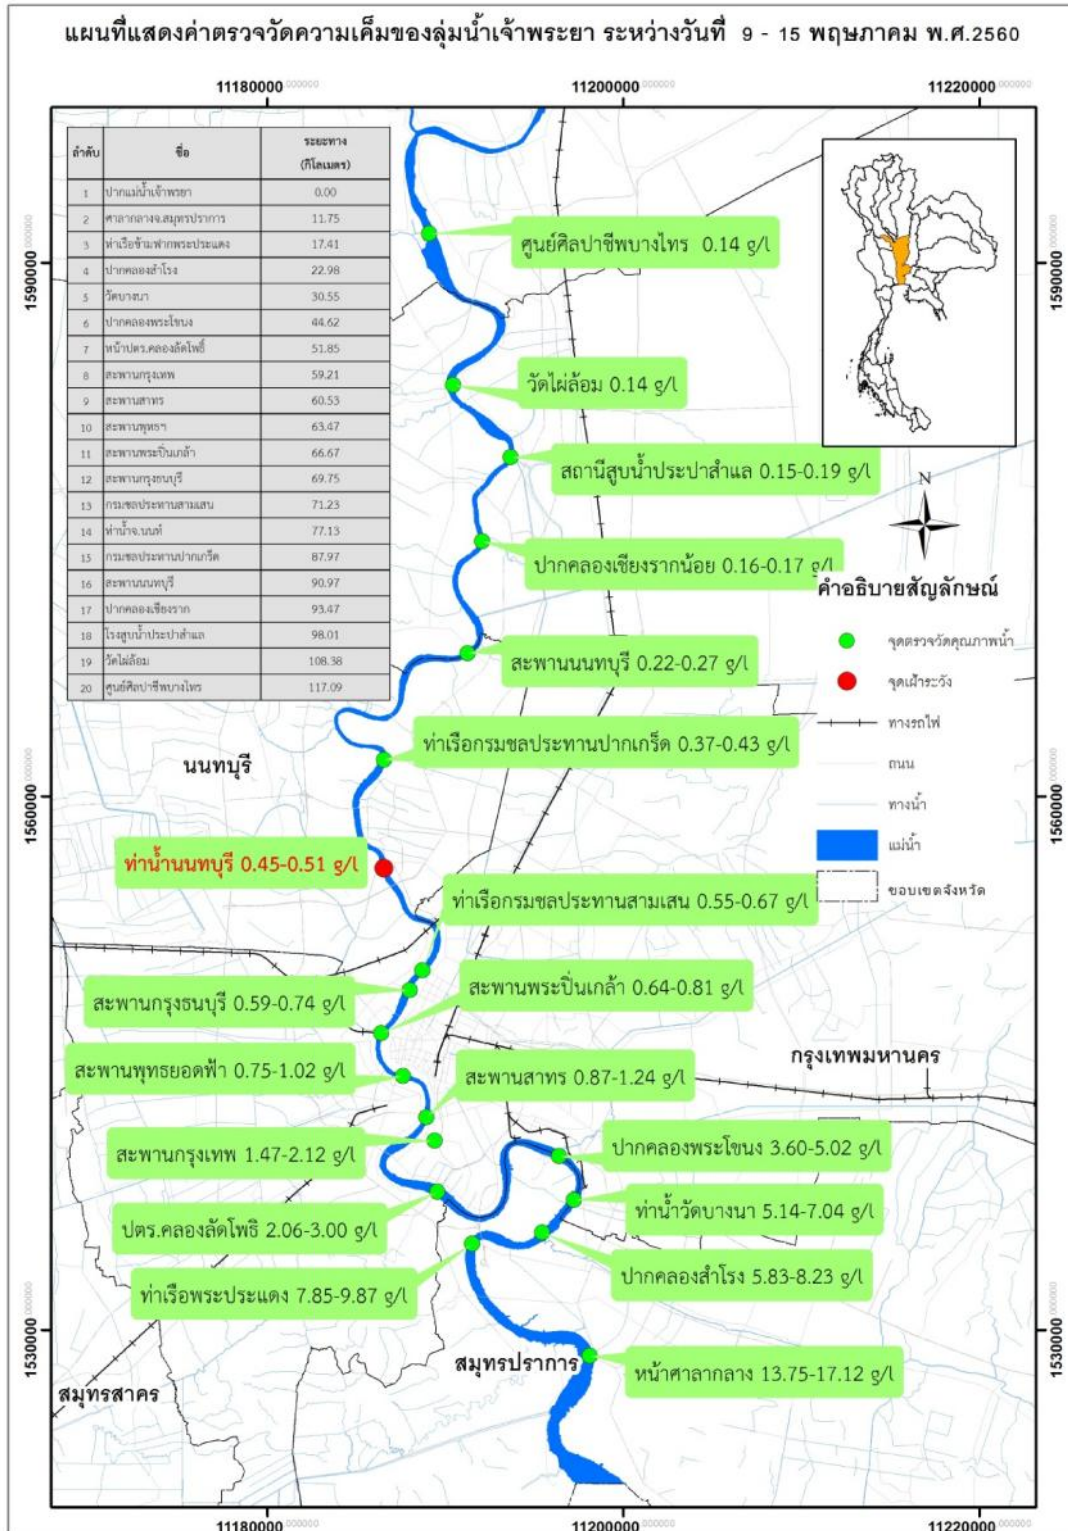 แผนที่แสดงค่าตรวจวัดความเค็มของลุ่มน้ำเจ้าพระยา ระหว่างวันที่ 9 - 15 พฤษภาคม พ.ศ.2560
11180000.000000 11200000.000000 11220000.000000
ลำดับ ชื่อ ระยะทาง
(กิโลเมตร)
1 ปากแม่น้ำเจ้าพรยา 0.00
2 ศาลากลางจ.สมุทรปราการ 11.75
3 ท่าเรือข้ามฟากพระประแดง 17.41
4 ปากคลองสำโรง 22.98
5 วัดบางนา 30.55
6 ปากคลองพระโขนง 44.62
7 หน้าปตร.คลองลัดโพธิ์ 51.85
8 สะพานกรุงเทพ 59.21
9 สะพานสาทร 60.53
10 สะพานพุทธฯ 63.47
11 สะพานพระปิ่นเกล้า 66.67
12 สะพานกรุงธนบุรี 69.75
13 กรมชลประทานสามเสน 71.23
14 ท่าน้ำจ.นนท์ 77.13
15 กรมชลประทานปากเกร็ด 87.97
16 สะพานนนทบุรี 90.97
17 ปากคลองเชียงราก 93.47
18 โรงสูบน้ำประปาสำแล 98.01
19 วัดไผ่ล้อม 108.38
20 ศูนย์ศิลปาชีพบางไทร 117.09
ศูนย์ศิลปาชีพบางไทร 0.14 g/l
1590000.000000 1590000.000000
วัดไผ่ล้อม 0.14 g/l
สถานีสูบน้ำประปาสำแล 0.15-0.19 g/l
N
ปากคลองเชียงรากน้อย 0.16-0.17 g/l
คำอธิบายสัญลักษณ์
จุดตรวจวัดคุณภาพน้ำ
สะพานนนทบุรี 0.22-0.27 g/l
จุดเฝ้าระวัง
ทางรถไฟ
ท่าเรือกรมชลประทานปากเกร็ด 0.37-0.43 g/l
นนทบุรี
ถนน
1560000.000000 1560000.000000
ทางน้ำ
แม่น้ำ
ท่าน้ำนนทบุรี 0.45-0.51 g/l
ขอบเขตจังหวัด
ท่าเรือกรมชลประทานสามเสน 0.55-0.67 g/l
สะพานพระปิ่นเกล้า 0.64-0.81 g/l
สะพานกรุงธนบุรี 0.59-0.74 g/l
กรุงเทพมหานคร
สะพานพุทธยอดฟ้า 0.75-1.02 g/l
สะพานสาทร 0.87-1.24 g/l
ปากคลองพระโขนง 3.60-5.02 g/l
สะพานกรุงเทพ 1.47-2.12 g/l
ท่าน้ำวัดบางนา 5.14-7.04 g/l
ปตร.คลองลัดโพธิ 2.06-3.00 g/l
ปากคลองสำโรง 5.83-8.23 g/l
ท่าเรือพระประแดง 7.85-9.87 g/l
1530000.000000 1530000.000000
สมุทรปราการ
หน้าศาลากลาง 13.75-17.12 g/l
สมุทรสาคร
11180000.000000 11200000.000000 11220000.000000